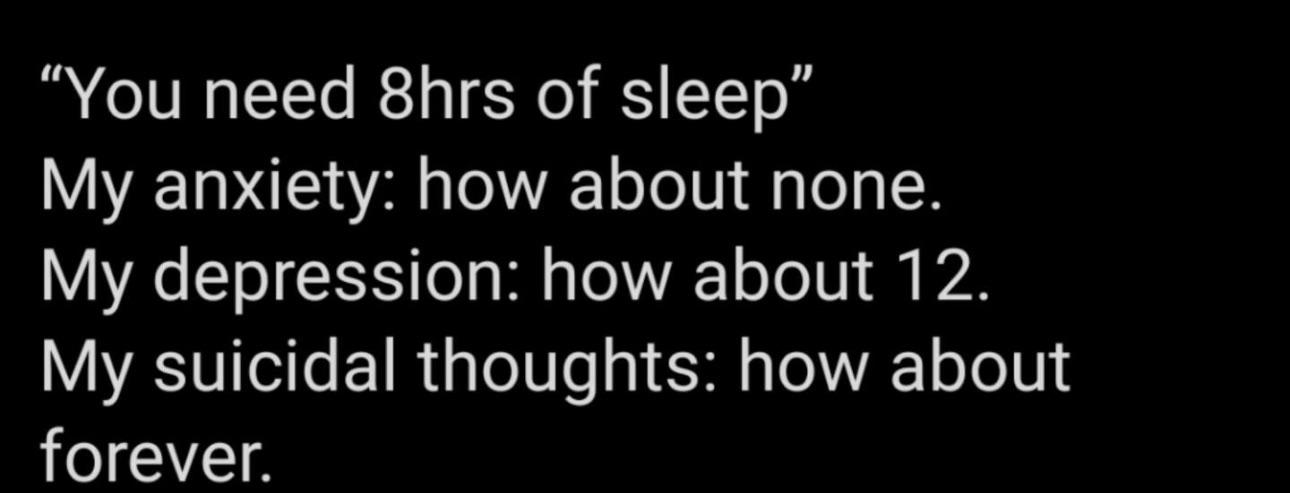 “You need 8hrs of sleep”
My anxiety: how about none.
My depression: how about 12.
My suicidal thoughts: how about
forever.